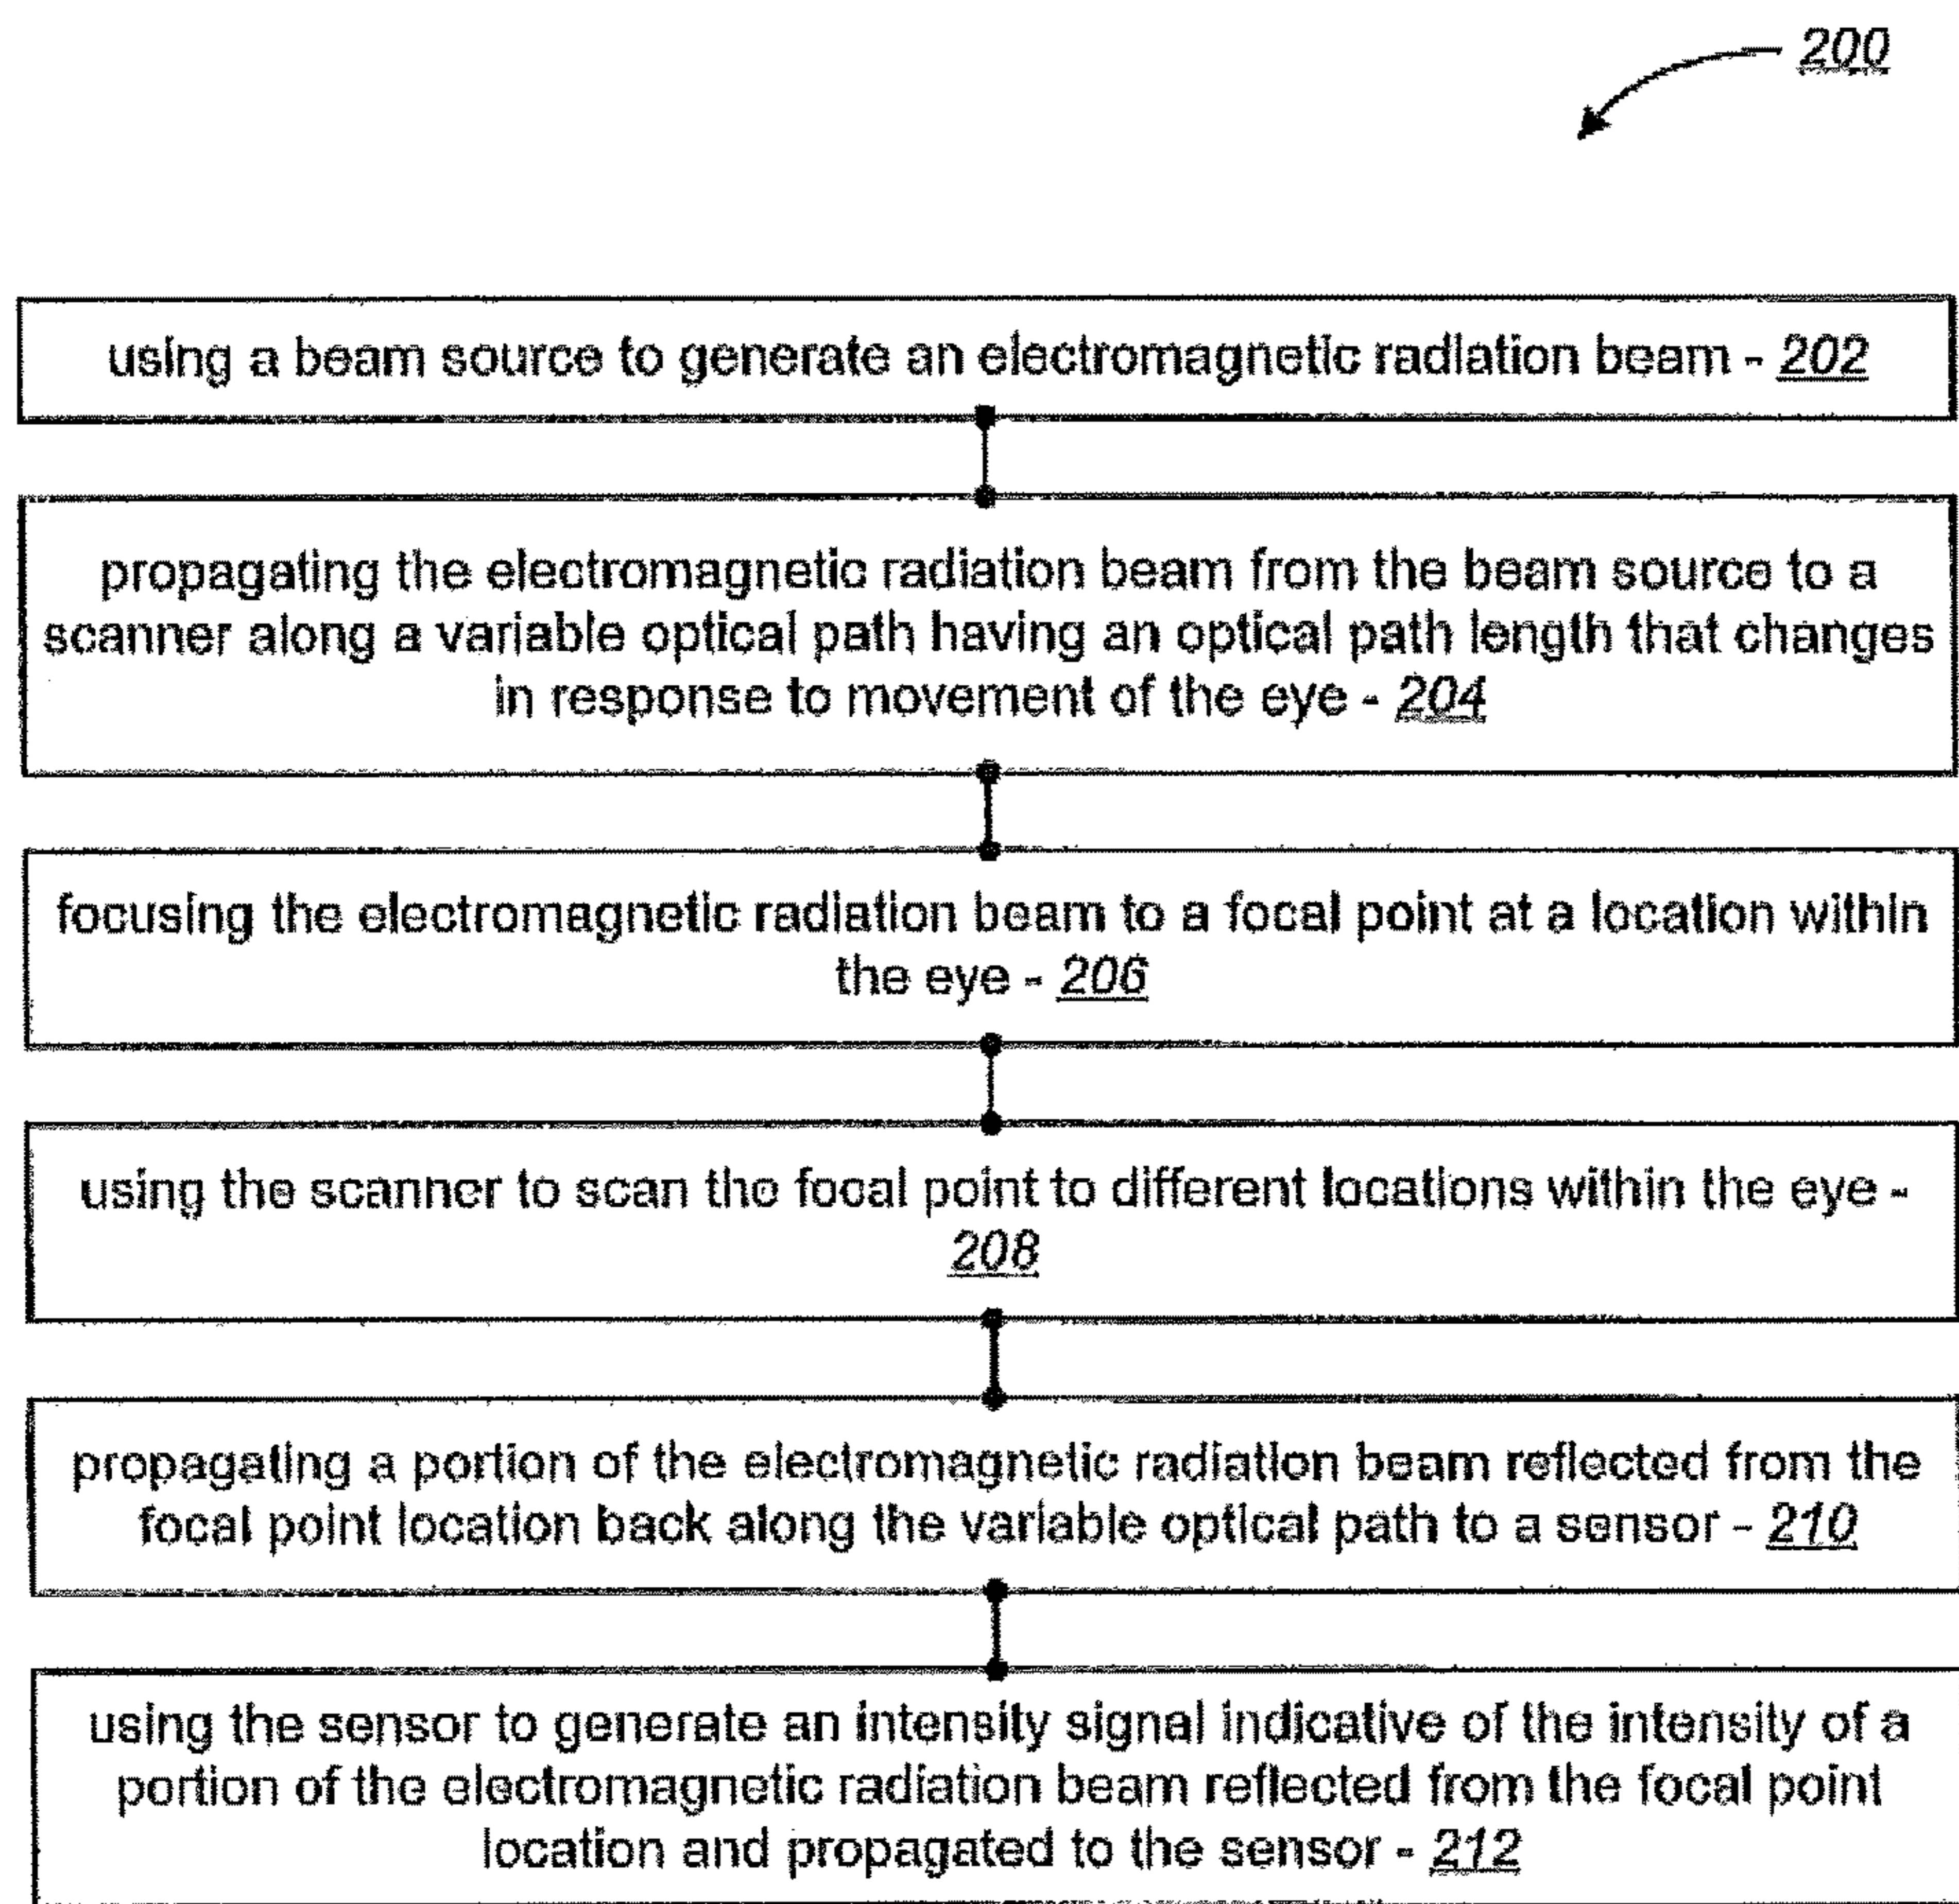 200
using a beam source to generate an electromagnetic radiation beam - 202
propagating the electromagnetic radiation beam from the beam source to a
scanner along a variable optical path having an optical path length that changes
in response to movement of the eye - 204
focusing the electromagnetic radiation beam to a focal point at a location within
the eye - 206
using the scanner to scan the focal point to different locations within the eye -
208
propagating a portion of the electromagnetic radiation beam reflected from the
focal point location back along the variable optical path to a sensor - 210
using the sensor to generate an intensity signal indicative of the intensity of a
portion of the electromagnetic radiation beam reflected from the focal point
location and propagated to the sensor - 212